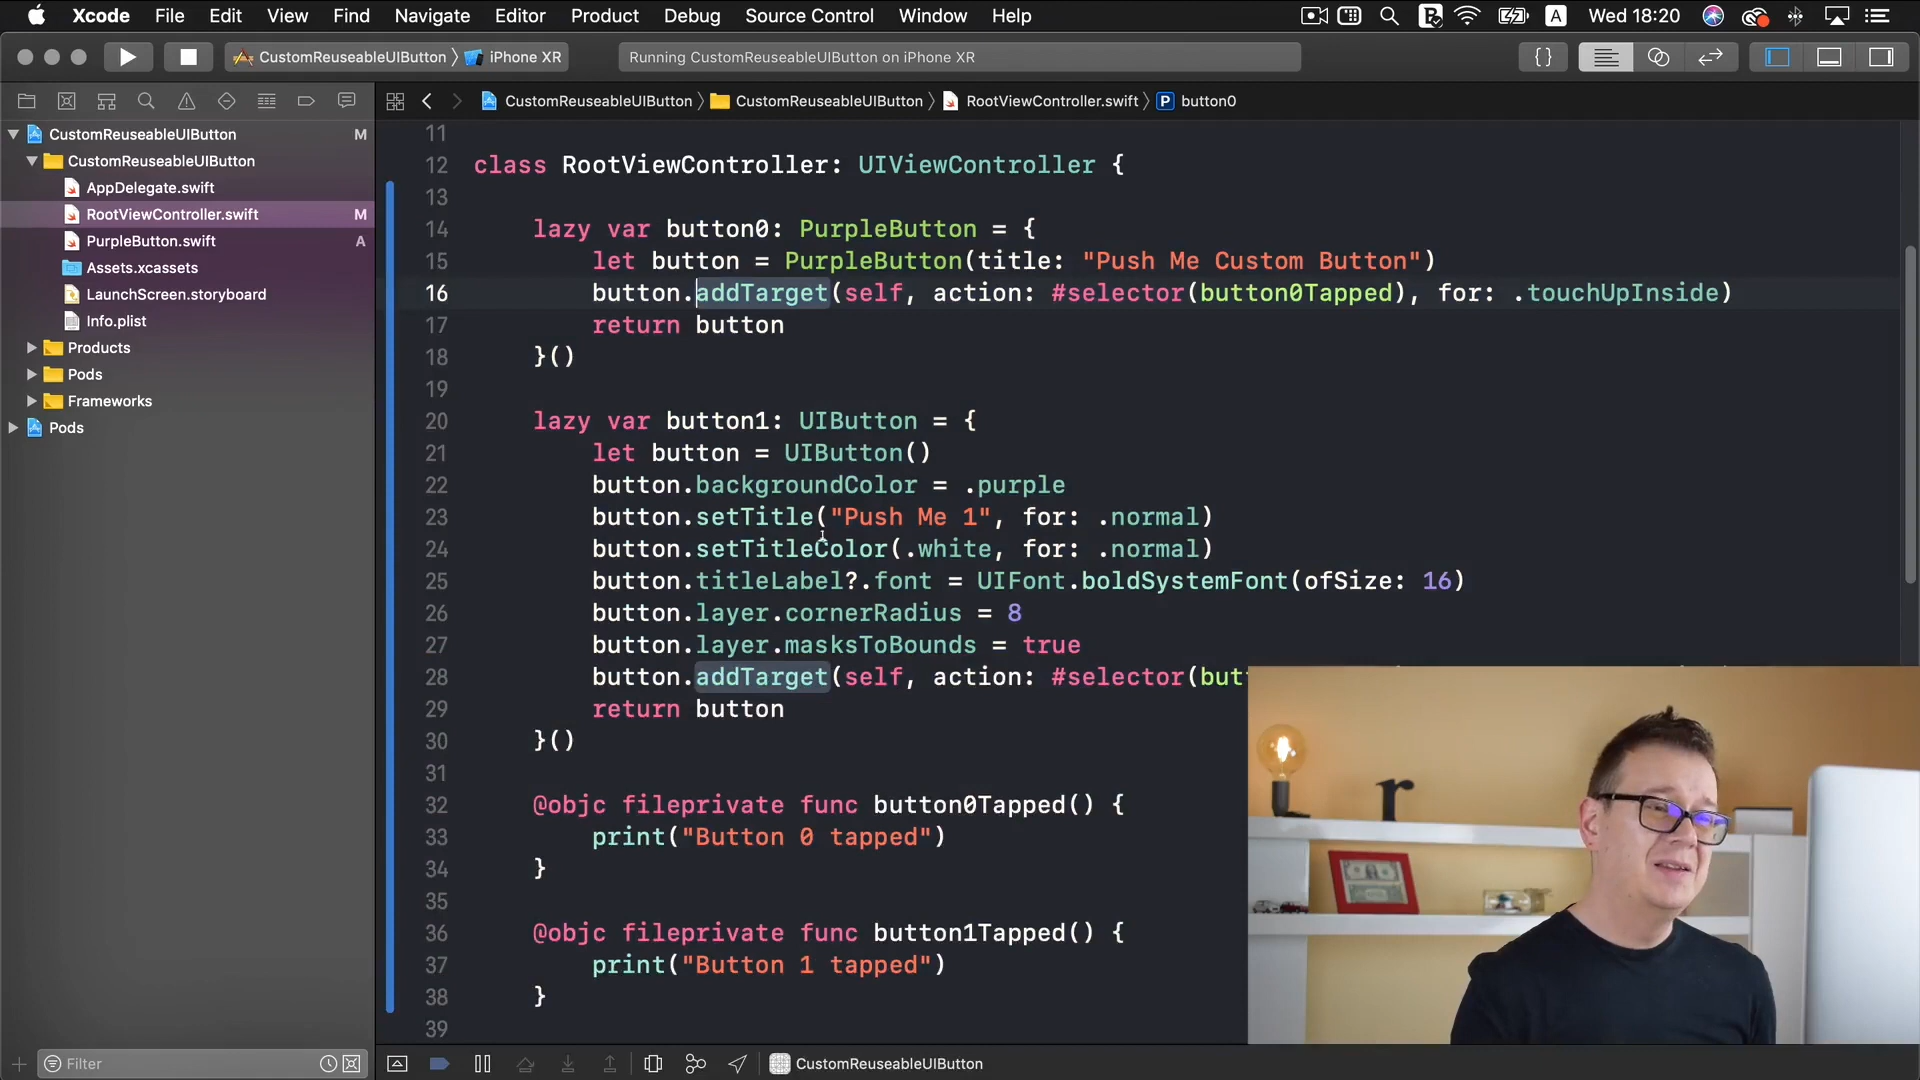 Xcode File Edit View Find Navigate Editor Product Debug Source Control Window Help A Wed 18:20
CustomReuseableUIButton iPhone XR Running CustomReuseableUIButton on iPhone XR {}
CustomReuseableUIButton CustomReuseableUIButton RootViewController.swift P button0
CustomReuseableUIButton M
CustomReuseableUIButton
AppDelegate.swift
RootViewController.swift M
PurpleButton.swift A
Assets.xcassets
LaunchScreen.storyboard
Info.plist
Products
Pods
Frameworks
Pods
11
12 class RootViewController: UIViewController {
13
14 lazy var button0: PurpleButton = {
15 let button = PurpleButton(title: "Push Me Custom Button")
16 button.addTarget(self, action: #selector(button0Tapped), for: .touchUpInside)
17 return button
18 }()
19
20 lazy var button1: UIButton = {
21 let button = UIButton()
22 button.backgroundColor = .purple
23 button.setTitle("Push Me 1", for: .normal)
24 button.setTitleColor(.white, for: .normal)
25 button.titleLabel?.font = UIFont.boldSystemFont(ofSize: 16)
26 button.layer.cornerRadius = 8
27 button.layer.masksToBounds = true
28 button.addTarget(self, action: #selector(but
29 return button
30 }()
31
32 @objc fileprivate func button0Tapped() {
33 print("Button 0 tapped")
34 }
35
36 @objc fileprivate func button1Tapped() {
37 print("Button 1 tapped")
38 }
39
Filter CustomReuseableUIButton
r